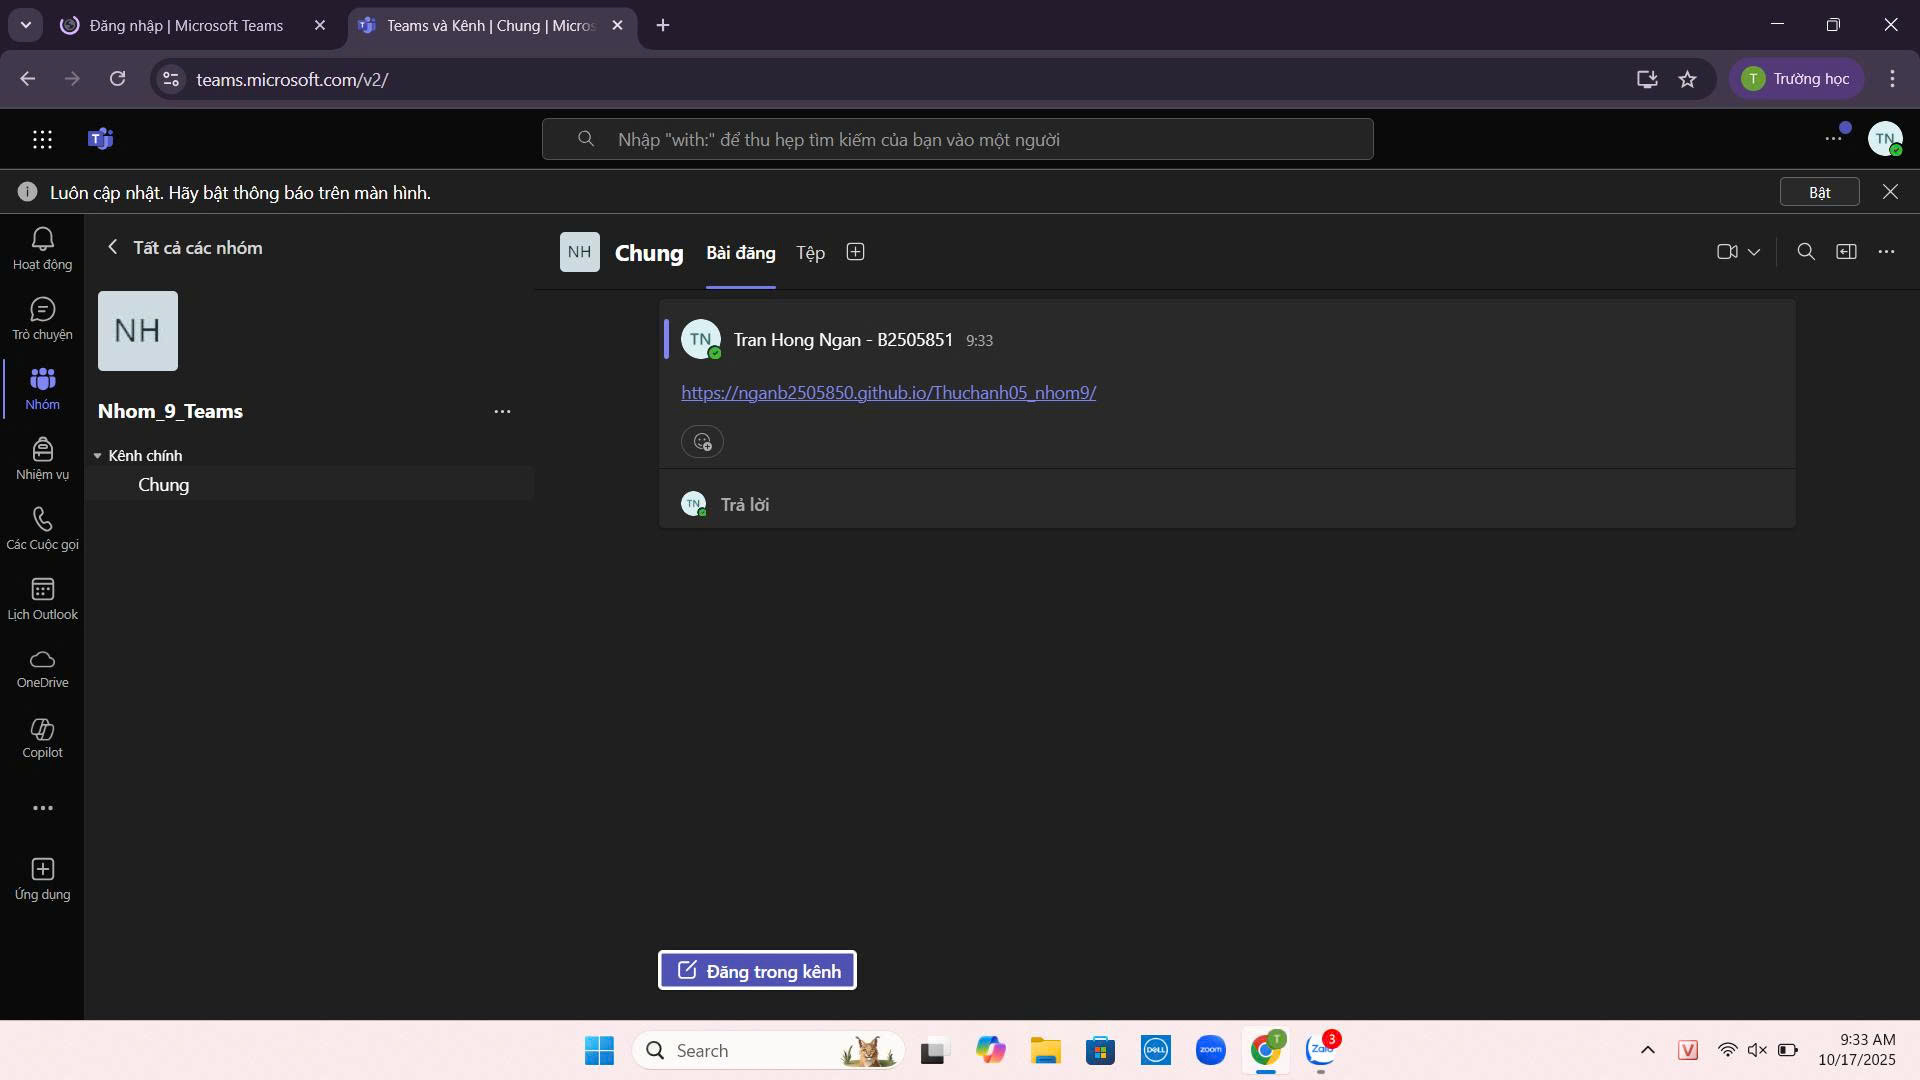 Đăng nhập | Microsoft Teams
Teams và Kênh | Chung | Micros
teams.microsoft.com/v2/
T Trường học
Nhập "with:" để thu hẹp tìm kiếm của bạn vào một người
TN
Luôn cập nhật. Hãy bật thông báo trên màn hình.
Bật
Hoạt động
Trò chuyện
Nhóm
Nhiệm vụ
Các Cuộc gọi
Lịch Outlook
OneDrive
Copilot
Ứng dụng
Tất cả các nhóm
NH
Nhom_9_Teams
Kênh chính
Chung
NH Chung Bài đăng Tệp
TN Tran Hong Ngan - B2505851 9:33
https://nganb2505850.github.io/Thuchanh05_nhom9/
TN Trả lời
Đăng trong kênh
Search
DELL
zoom
T
Zalo
3
V
9:33 AM
10/17/2025